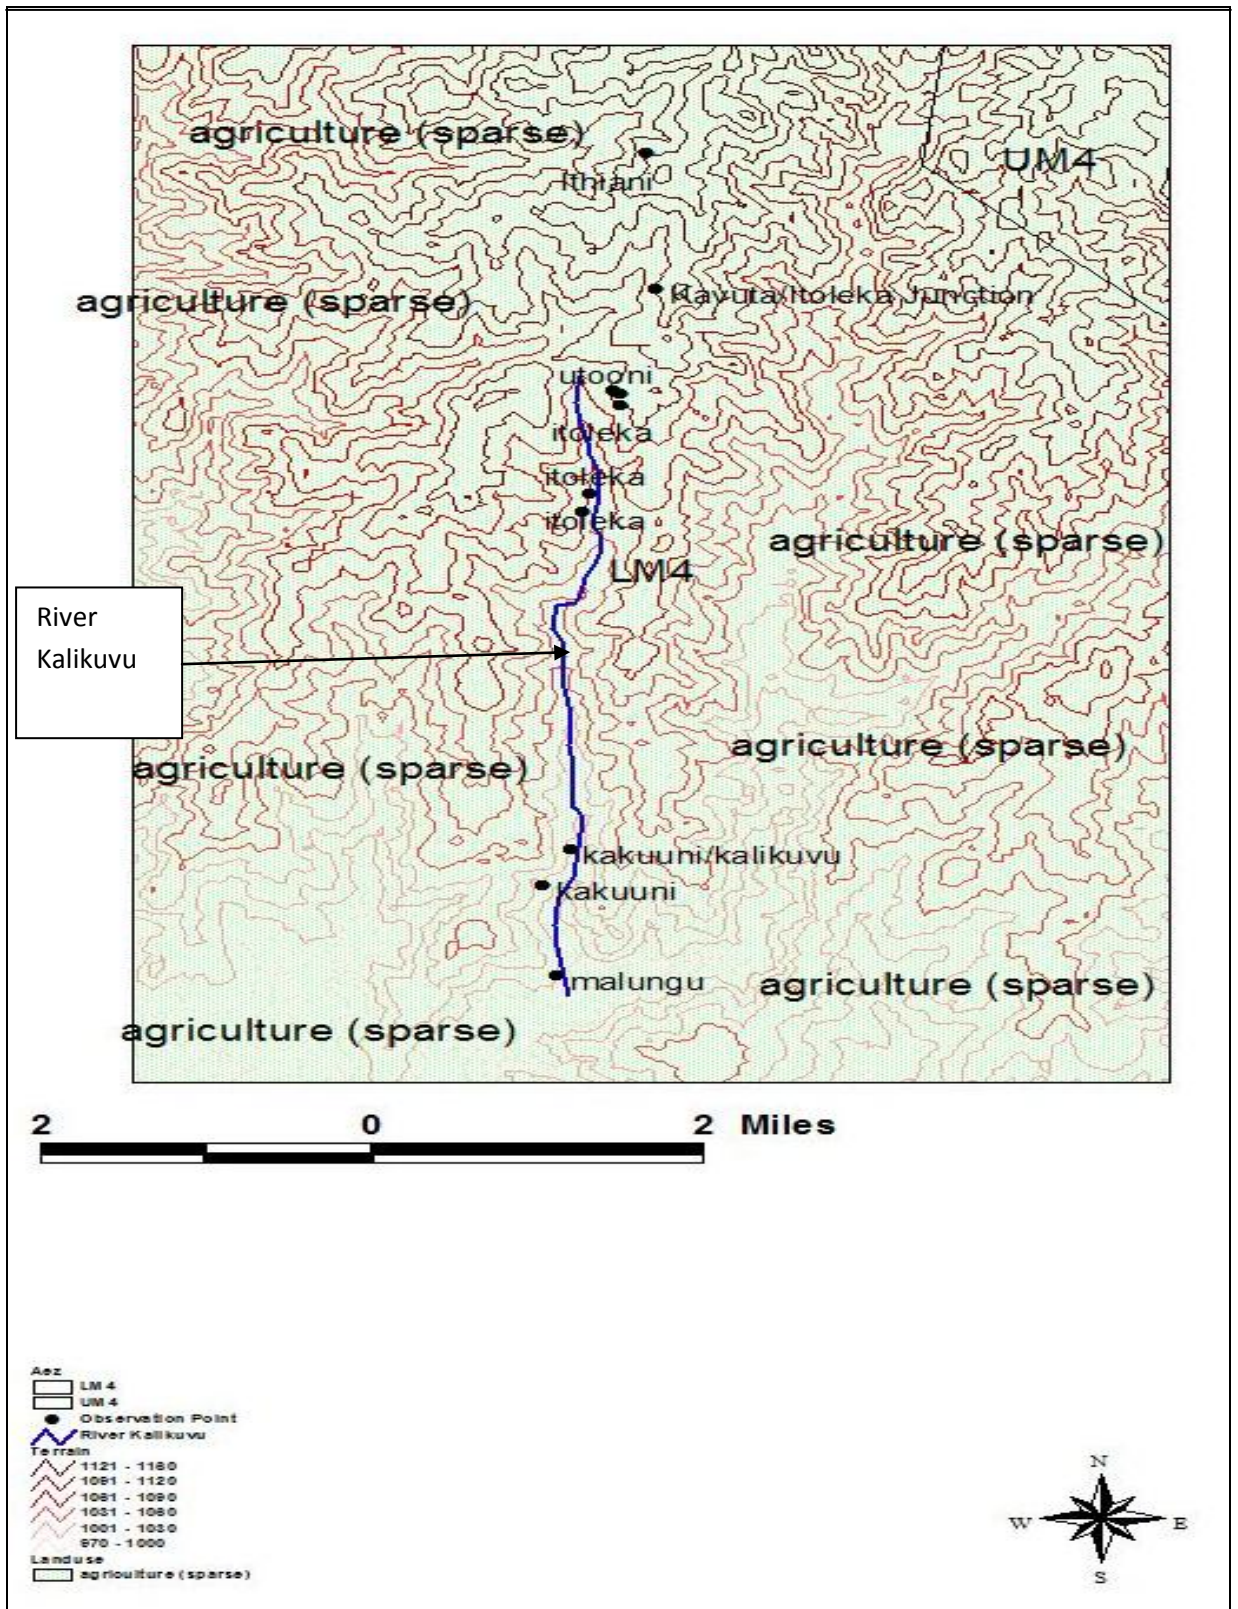 agriculture (sparse)
UM4
Ithiani
Kavuta/Itoleka Junction
agriculture (sparse)
utooni
itoleka
itoleka
itoleka
agriculture (sparse)
LM4
River
Kalikuvu
agriculture (sparse)
agriculture (sparse)
kakuuni/kalikuvu
kakuuni
malungu
agriculture (sparse)
agriculture (sparse)
2 0 2 Miles
Aez
LM 4
UM 4
Observation Point
River Kalikuvu
Terrain
1121 - 1160
1091 - 1120
1061 - 1090
1031 - 1060
1001 - 1030
970 - 1000
Landuse
agriculture (sparse)
N
W E
S